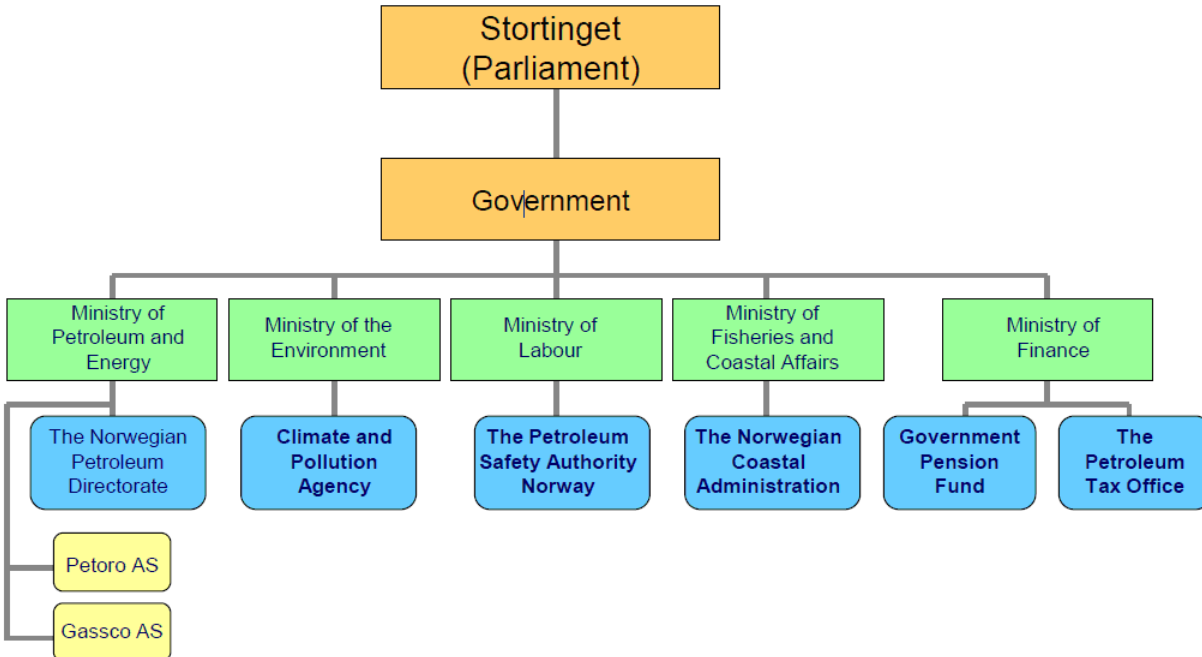 Stortinget
(Parliament)
Government
Ministry of
Petroleum and
Energy
Ministry of the
Environment
Ministry of
Labour
Ministry of
Fisheries and
Coastal Affairs
Ministry of
Finance
The Norwegian
Petroleum
Directorate
Climate and
Pollution
Agency
The Petroleum
Safety Authority
Norway
The Norwegian
Coastal
Administration
Government
Pension
Fund
The
Petroleum
Tax Office
Petoro AS
Gassco AS